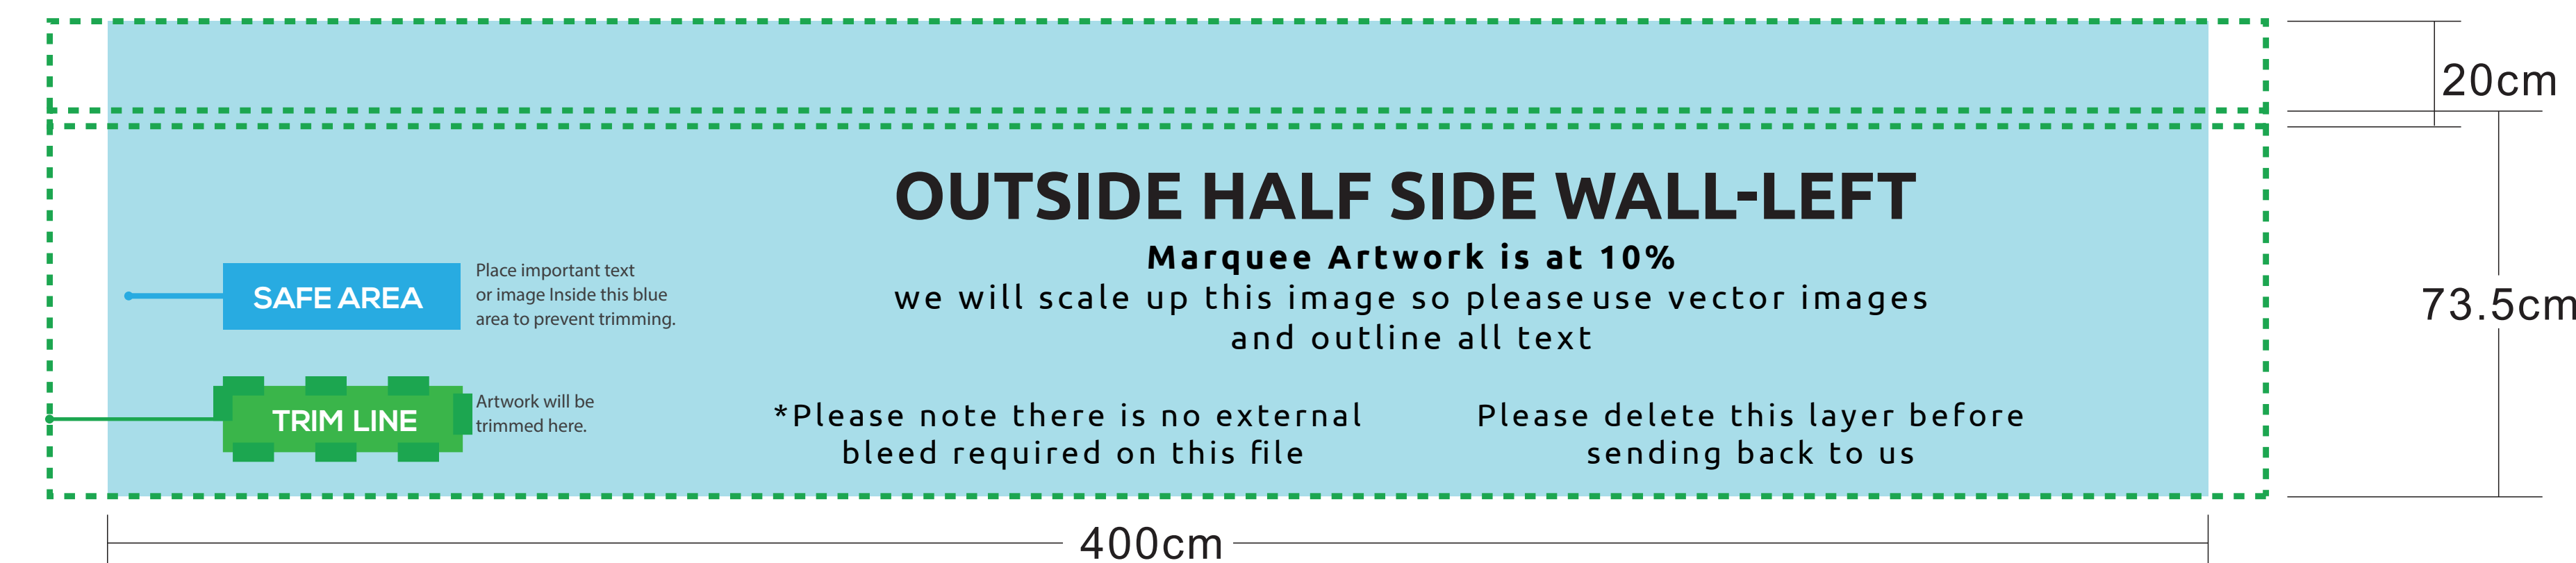 20cm
OUTSIDE HALF SIDE WALL-LEFT
Marquee Artwork is at 10%
we will scale up this image so please use vector images
and outline all text
SAFE AREA
Place important text
or image Inside this blue
area to prevent trimming.
73.5cm
TRIM LINE
Artwork will be
trimmed here.
*Please note there is no external
bleed required on this file
Please delete this layer before
sending back to us
400cm